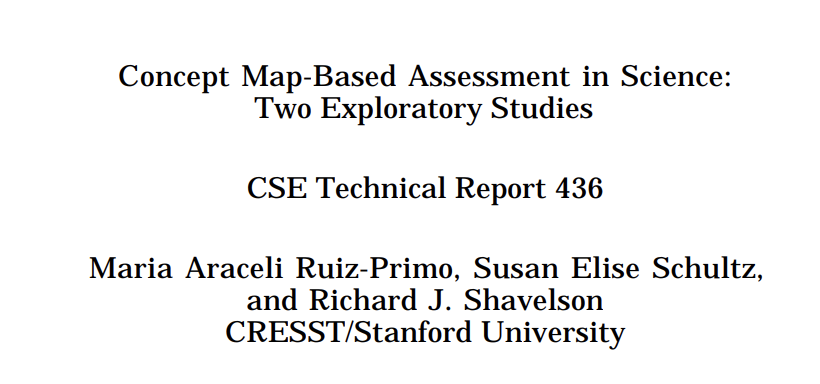 Concept Map-Based Assessment in Science:
Two Exploratory Studies
CSE Technical Report 436
Maria Araceli Ruiz-Primo, Susan Elise Schultz,
and Richard J. Shavelson
CRESST/Stanford University